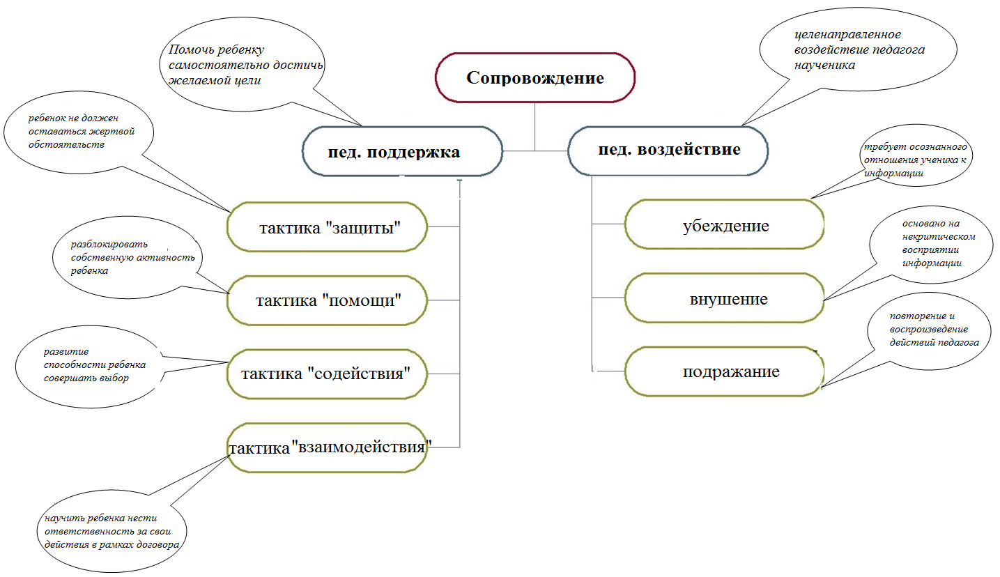 Помочь ребенку
самостоятельно достичь
желаемой цели
Сопровождение
целенаправленное
воздействие педагога
наученика
ребенок не должен
оставаться жертвой
обстоятельств
пед. поддержка
пед. воздействие
требует осознанного
отношения ученика к
информации
тактика "защиты"
убеждение
разблокировать
собственную активность
ребенка
основано на
некритическом
восприятии
информации
тактика "помощи"
внушение
развитие
способности ребенка
совершать выбор
повторение и
воспроизведение
действий педагога
тактика "содействия"
подражание
тактика "взаимодействия"
научить ребенка нести
ответственность за свои
действия в рамках договора